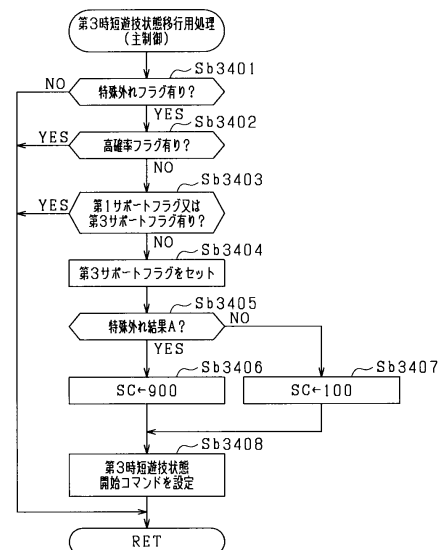 第3時短遊技状態移行用処理
(主制御)
Sb3401
NO
特殊外れフラグ有り?
YES
Sb3402
YES
高確率フラグ有り?
NO
Sb3403
YES
第1サポートフラグ又は
第3サポートフラグ有り?
NO
Sb3404
第3サポートフラグをセット
Sb3405
特殊外れ結果A?
NO
YES
Sb3406
Sb3407
SC←900
SC←100
Sb3408
第3時短遊技状態
開始コマンドを設定
RET